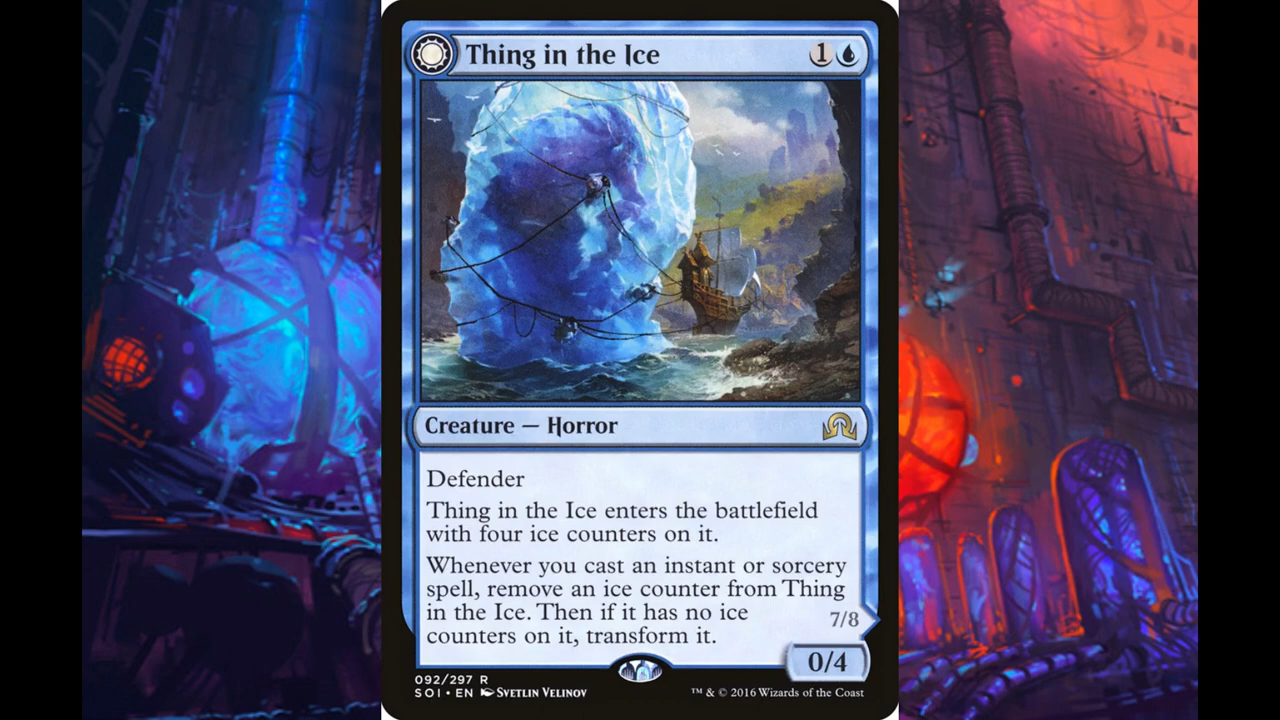 Thing in the Ice 1
Creature — Horror
Defender
Thing in the Ice enters the battlefield
with four ice counters on it.
Whenever you cast an instant or sorcery
spell, remove an ice counter from Thing
in the Ice. Then if it has no ice
counters on it, transform it.
7/8
0/4
092/297 R
SOI • EN Svetlin Velinov
™ & © 2016 Wizards of the Coast